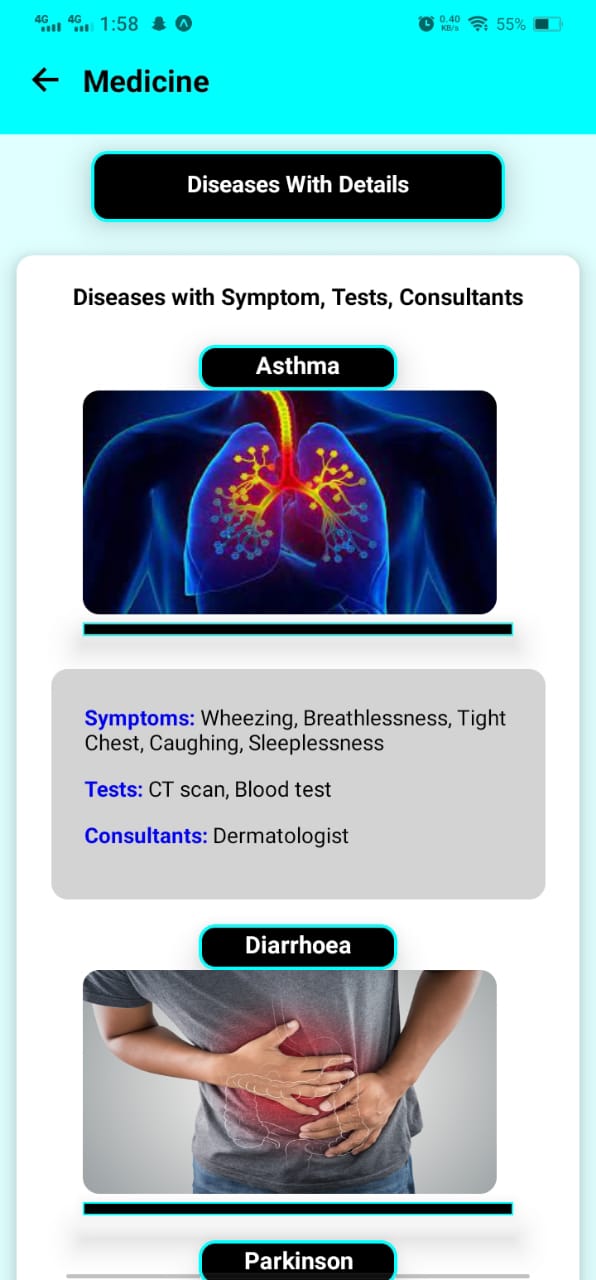 4G 4G 1:58 0.40 KB/s 55%
Medicine
Diseases With Details
Diseases with Symptom, Tests, Consultants
Asthma
Symptoms: Wheezing, Breathlessness, Tight
Chest, Caughing, Sleeplessness
Tests: CT scan, Blood test
Consultants: Dermatologist
Diarrhoea
Parkinson